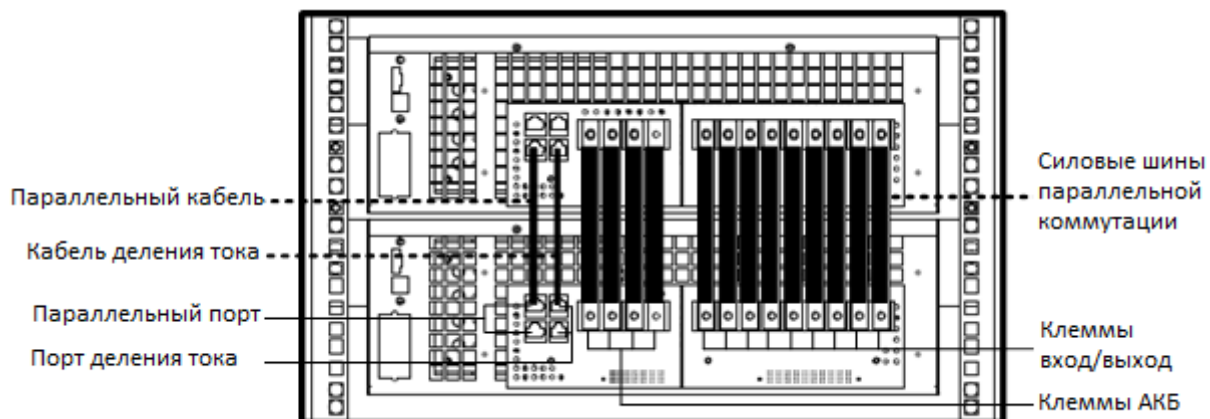 Параллельный кабель
Кабель деления тока
Параллельный порт
Порт деления тока
Силовые шины
параллельной
коммутации
Клеммы
вход/выход
Клеммы АКБ